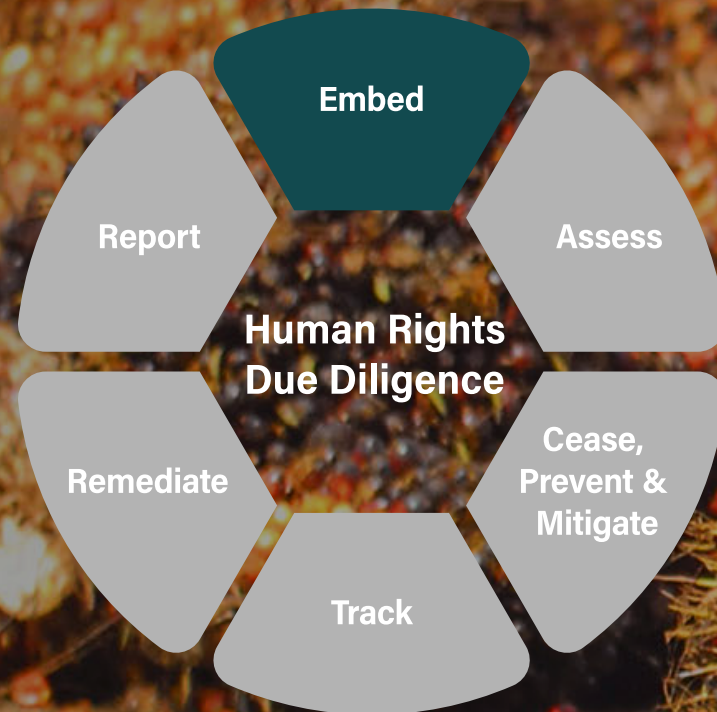 Embed
Assess
Cease,
Prevent &
Mitigate
Track
Remediate
Report
Human Rights
Due Diligence